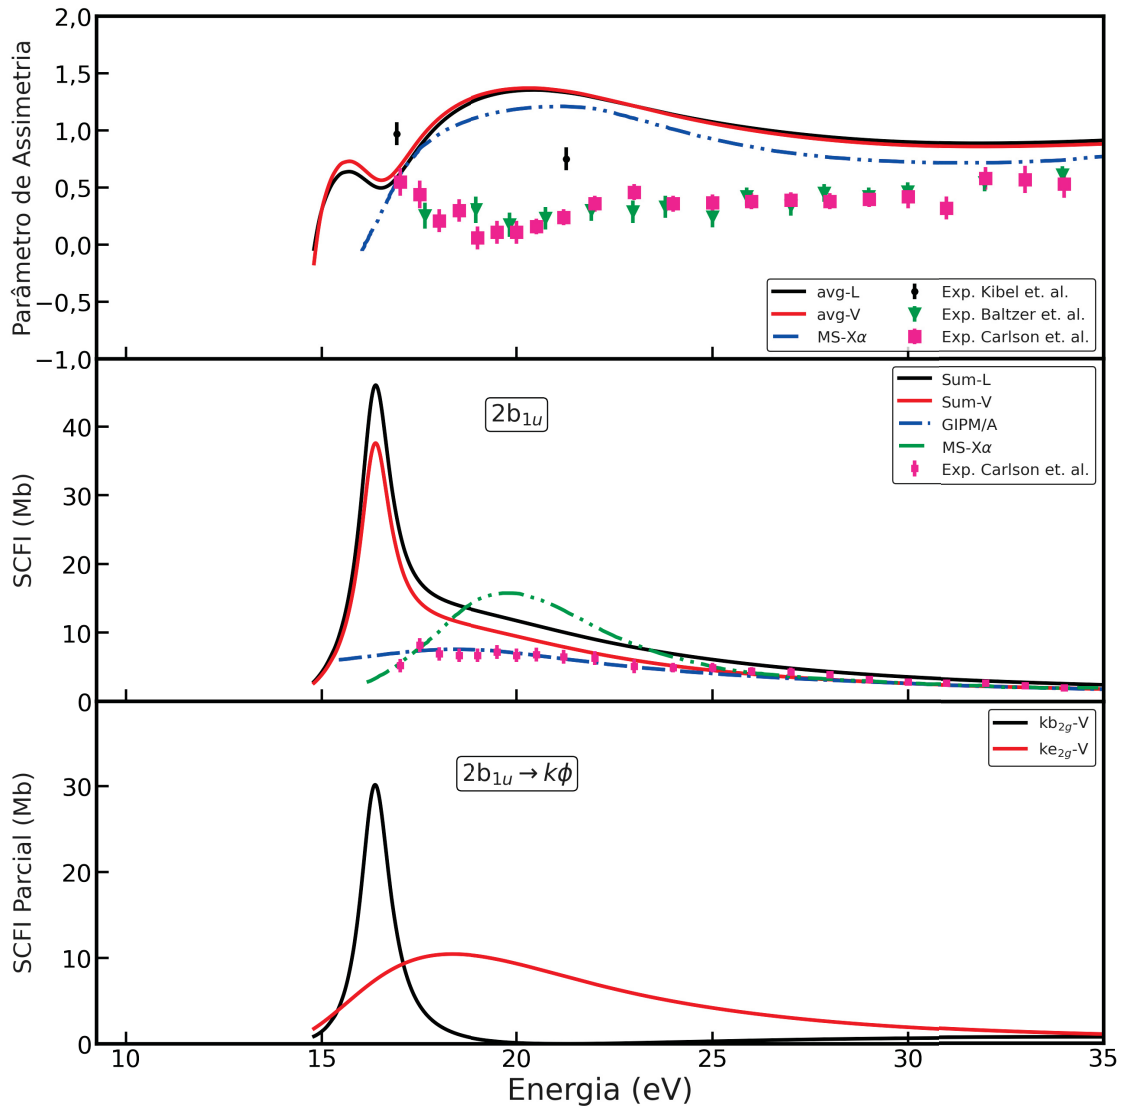 2,0
1,5
1,0
0,5
0,0
−0,5
−1,0
Parâmetro de Assimetria
avg-L
avg-V
MS-Xα
Exp. Kibel et. al.
Exp. Baltzer et. al.
Exp. Carlson et. al.
40
30
20
10
0
SCFI (Mb)
2b1u
Sum-L
Sum-V
GIPM/A
MS-Xα
Exp. Carlson et. al.
30
20
10
0
SCFI Parcial (Mb)
2b1u → kϕ
kb2g-V
ke2g-V
10 15 20 25 30 35
Energia (eV)